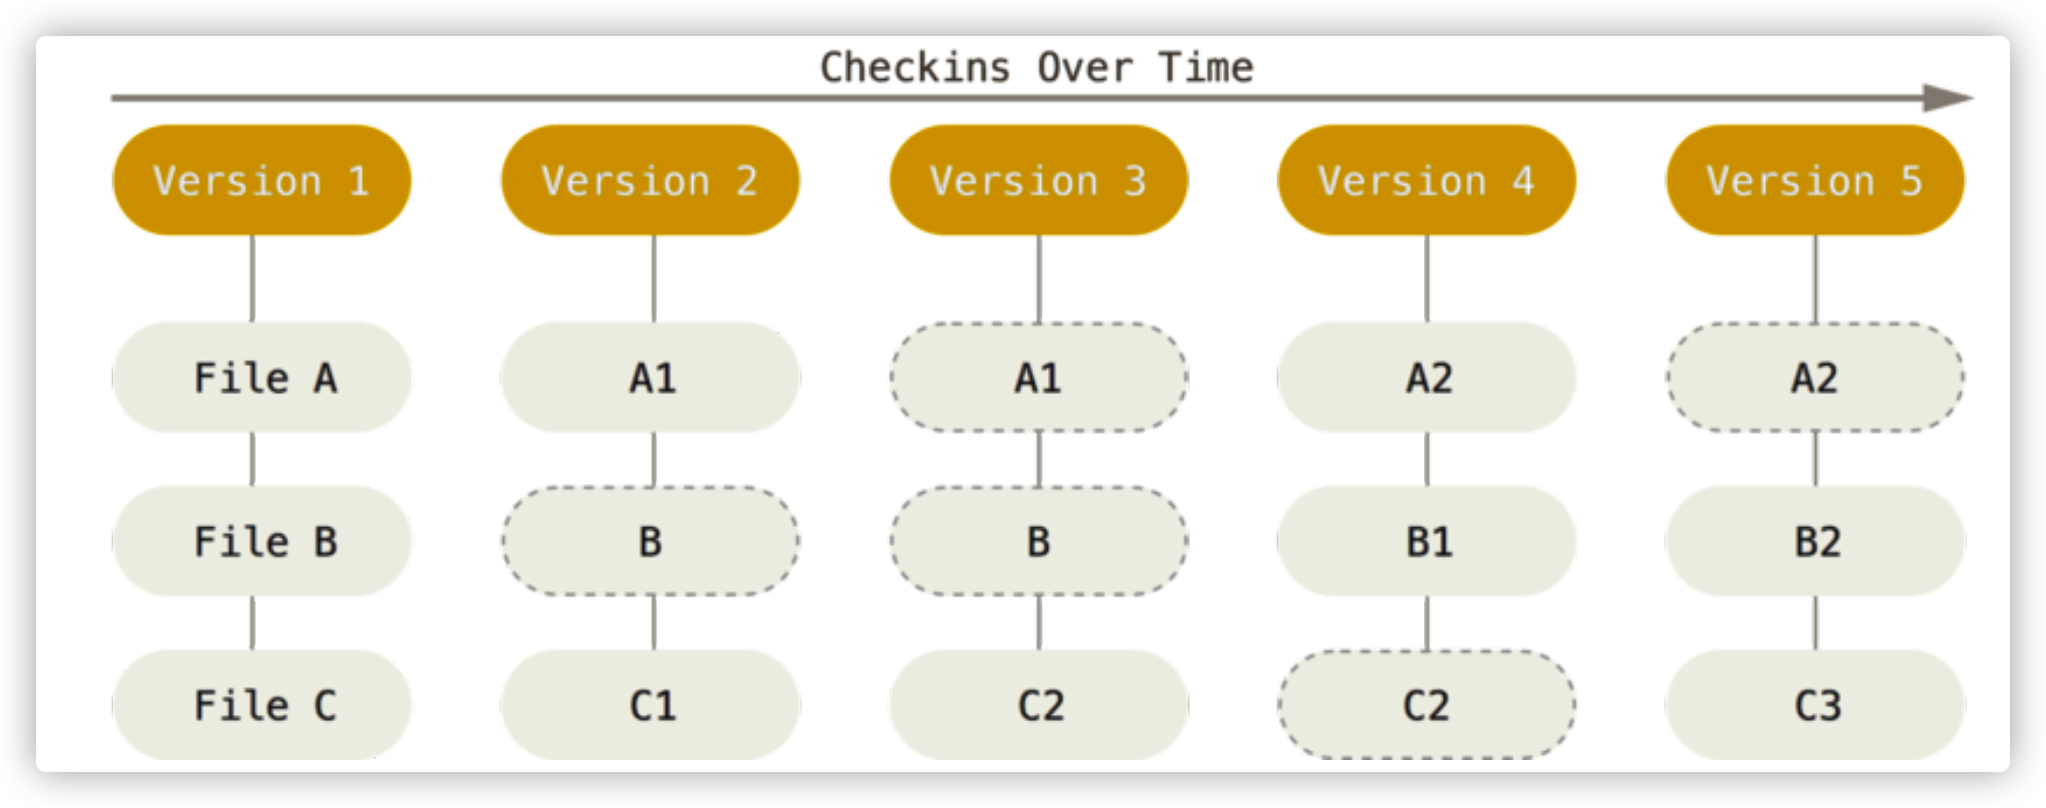 Checkins Over Time
Version 1 Version 2 Version 3 Version 4 Version 5
File A A1 A1 A2 A2
File B B B B1 B2
File C C1 C2 C2 C3